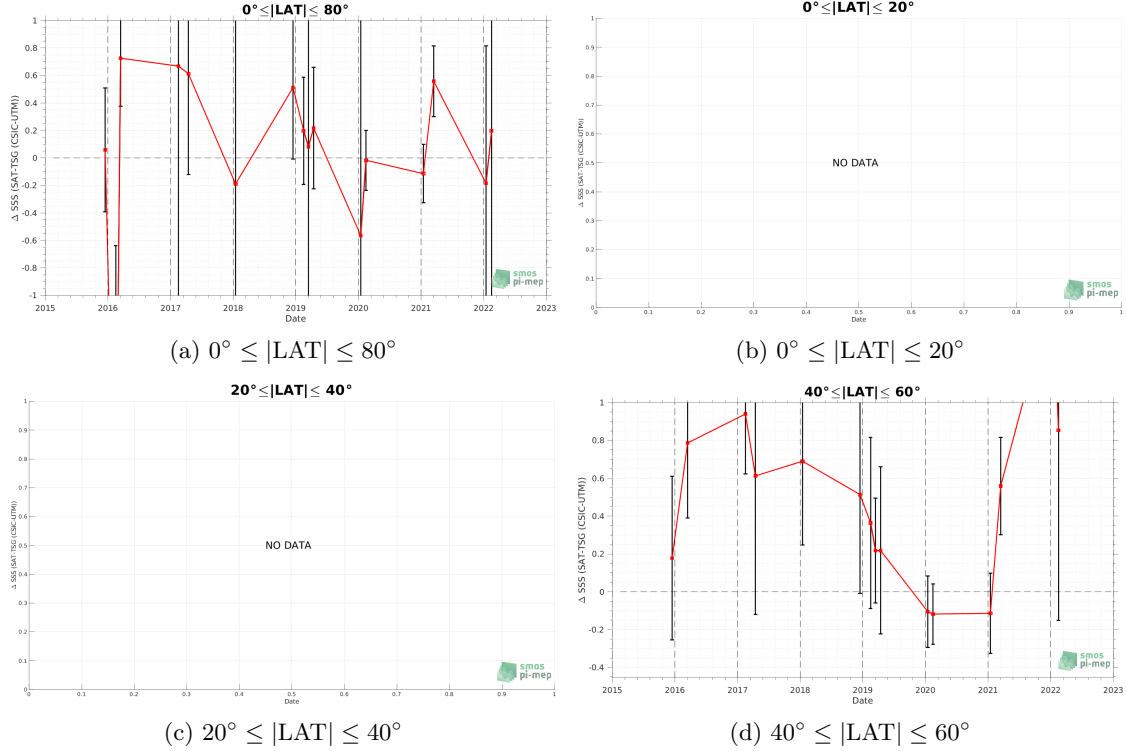 0°≤|LAT|≤ 80°
Δ SSS (SAT-TSG (CSIC-UTM))
1
0.8
0.6
0.4
0.2
0
-0.2
-0.4
-0.6
-0.8
-1
2015 2016 2017 2018 2019 2020 2021 2022 2023
Date
smos
pi-mep
(a) 0° ≤ |LAT| ≤ 80°
0°≤|LAT|≤ 20°
Δ SSS (SAT-TSG (CSIC-UTM))
1
0.9
0.8
0.7
0.6
0.5
0.4
0.3
0.2
0.1
0
NO DATA
0 0.1 0.2 0.3 0.4 0.5 0.6 0.7 0.8 0.9 1
Date
smos
pi-mep
(b) 0° ≤ |LAT| ≤ 20°
20°≤|LAT|≤ 40°
Δ SSS (SAT-TSG (CSIC-UTM))
1
0.9
0.8
0.7
0.6
0.5
0.4
0.3
0.2
0.1
0
NO DATA
0 0.1 0.2 0.3 0.4 0.5 0.6 0.7 0.8 0.9 1
Date
smos
pi-mep
(c) 20° ≤ |LAT| ≤ 40°
40°≤|LAT|≤ 60°
Δ SSS (SAT-TSG (CSIC-UTM))
1
0.8
0.6
0.4
0.2
0
-0.2
-0.4
2015 2016 2017 2018 2019 2020 2021 2022 2023
Date
smos
pi-mep
(d) 40° ≤ |LAT| ≤ 60°